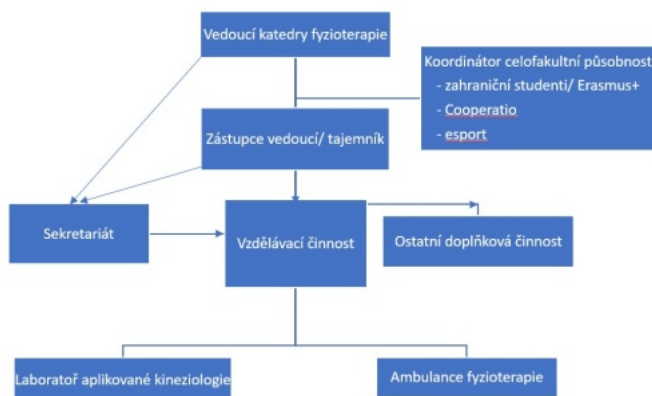 Vedoucí katedry fyzioterapie
Koordinátor celofakultní působnost
- zahraniční studenti/ Erasmus+
- Cooperatio
- esport
Zástupce vedoucí/ tajemník
Sekretariát
Vzdělávací činnost
Ostatní doplňková činnost
Laboratoř aplikované kineziologie
Ambulance fyzioterapie